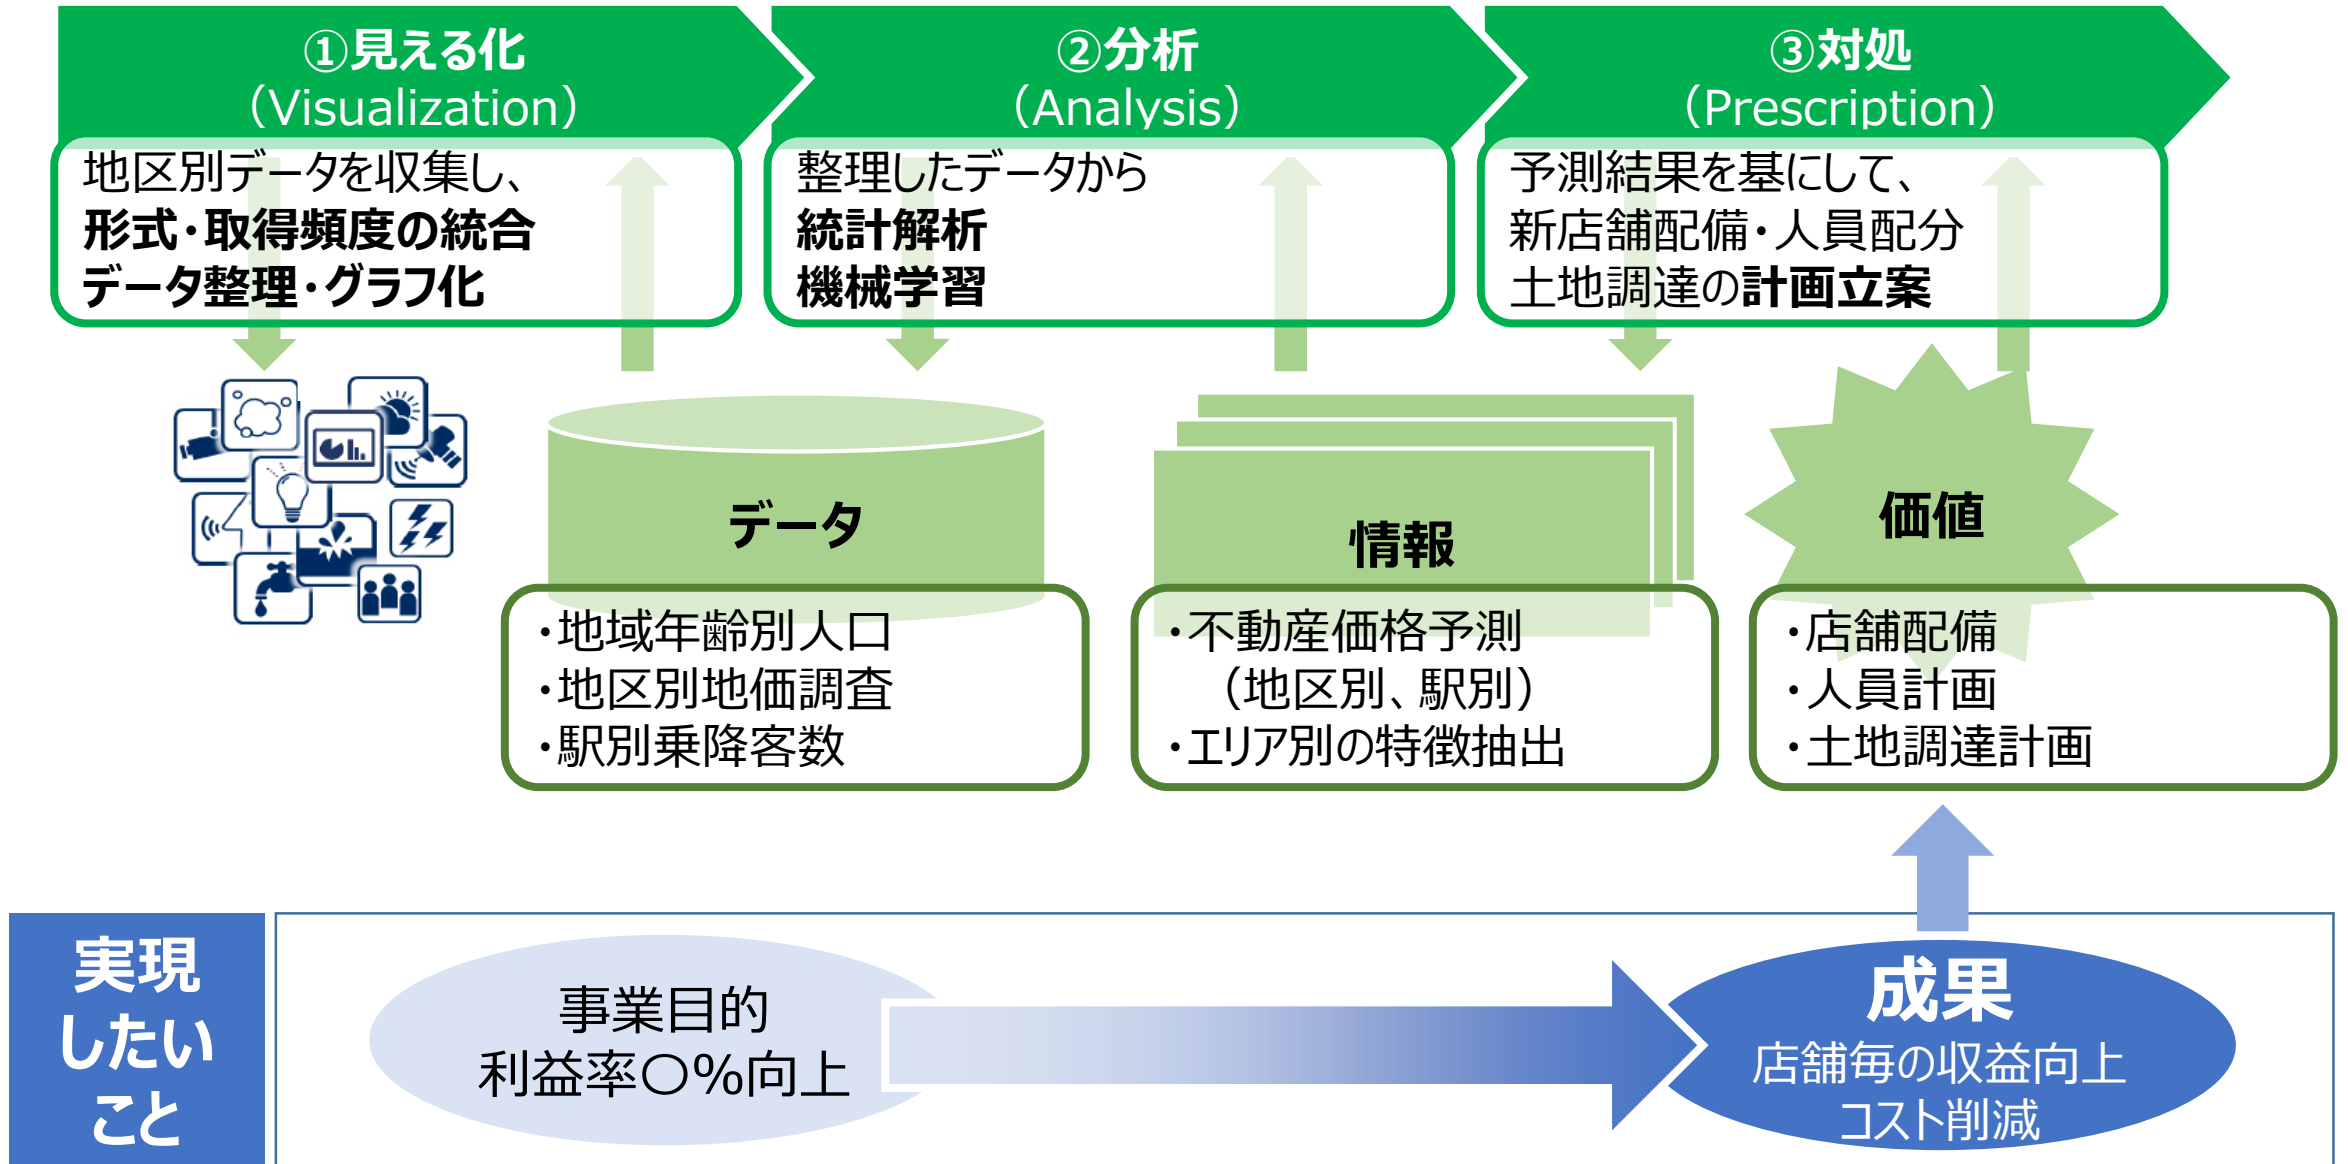 ①見える化
（Visualization）
②分析
（Analysis）
③対処
（Prescription）
地区別データを収集し、
形式・取得頻度の統合
データ整理・グラフ化
整理したデータから
統計解析
機械学習
予測結果を基にして、
新店舗配備・人員配分
土地調達の計画立案
データ
・地域年齢別人口
・地区別地価調査
・駅別乗降客数
情報
・不動産価格予測
（地区別、駅別）
・エリア別の特徴抽出
価値
・店舗配備
・人員計画
・土地調達計画
実現
したい
こと
事業目的
利益率〇%向上
成果
店舗毎の収益向上
コスト削減